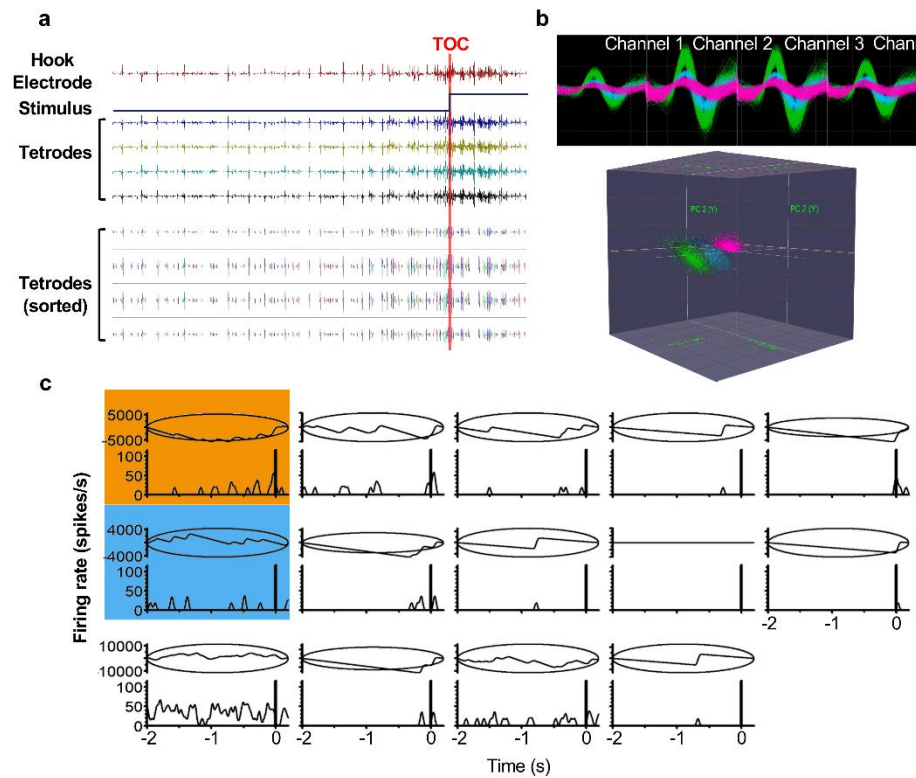 a
TOC
Hook
Electrode
Stimulus
Tetrodes
Tetrodes
(sorted)
b
Channel 1 Channel 2 Channel 3 Chan
PC 2 (Y)
PC 2 (Y)
c
Firing rate (spikes/s)
5000
-5000
100
50
0
4000
-4000
100
50
0
-2 -1 0
10000
10000
100
50
0
-2 -1 0
-2 -1 0
-2 -1 0
-2 -1 0
Time (s)